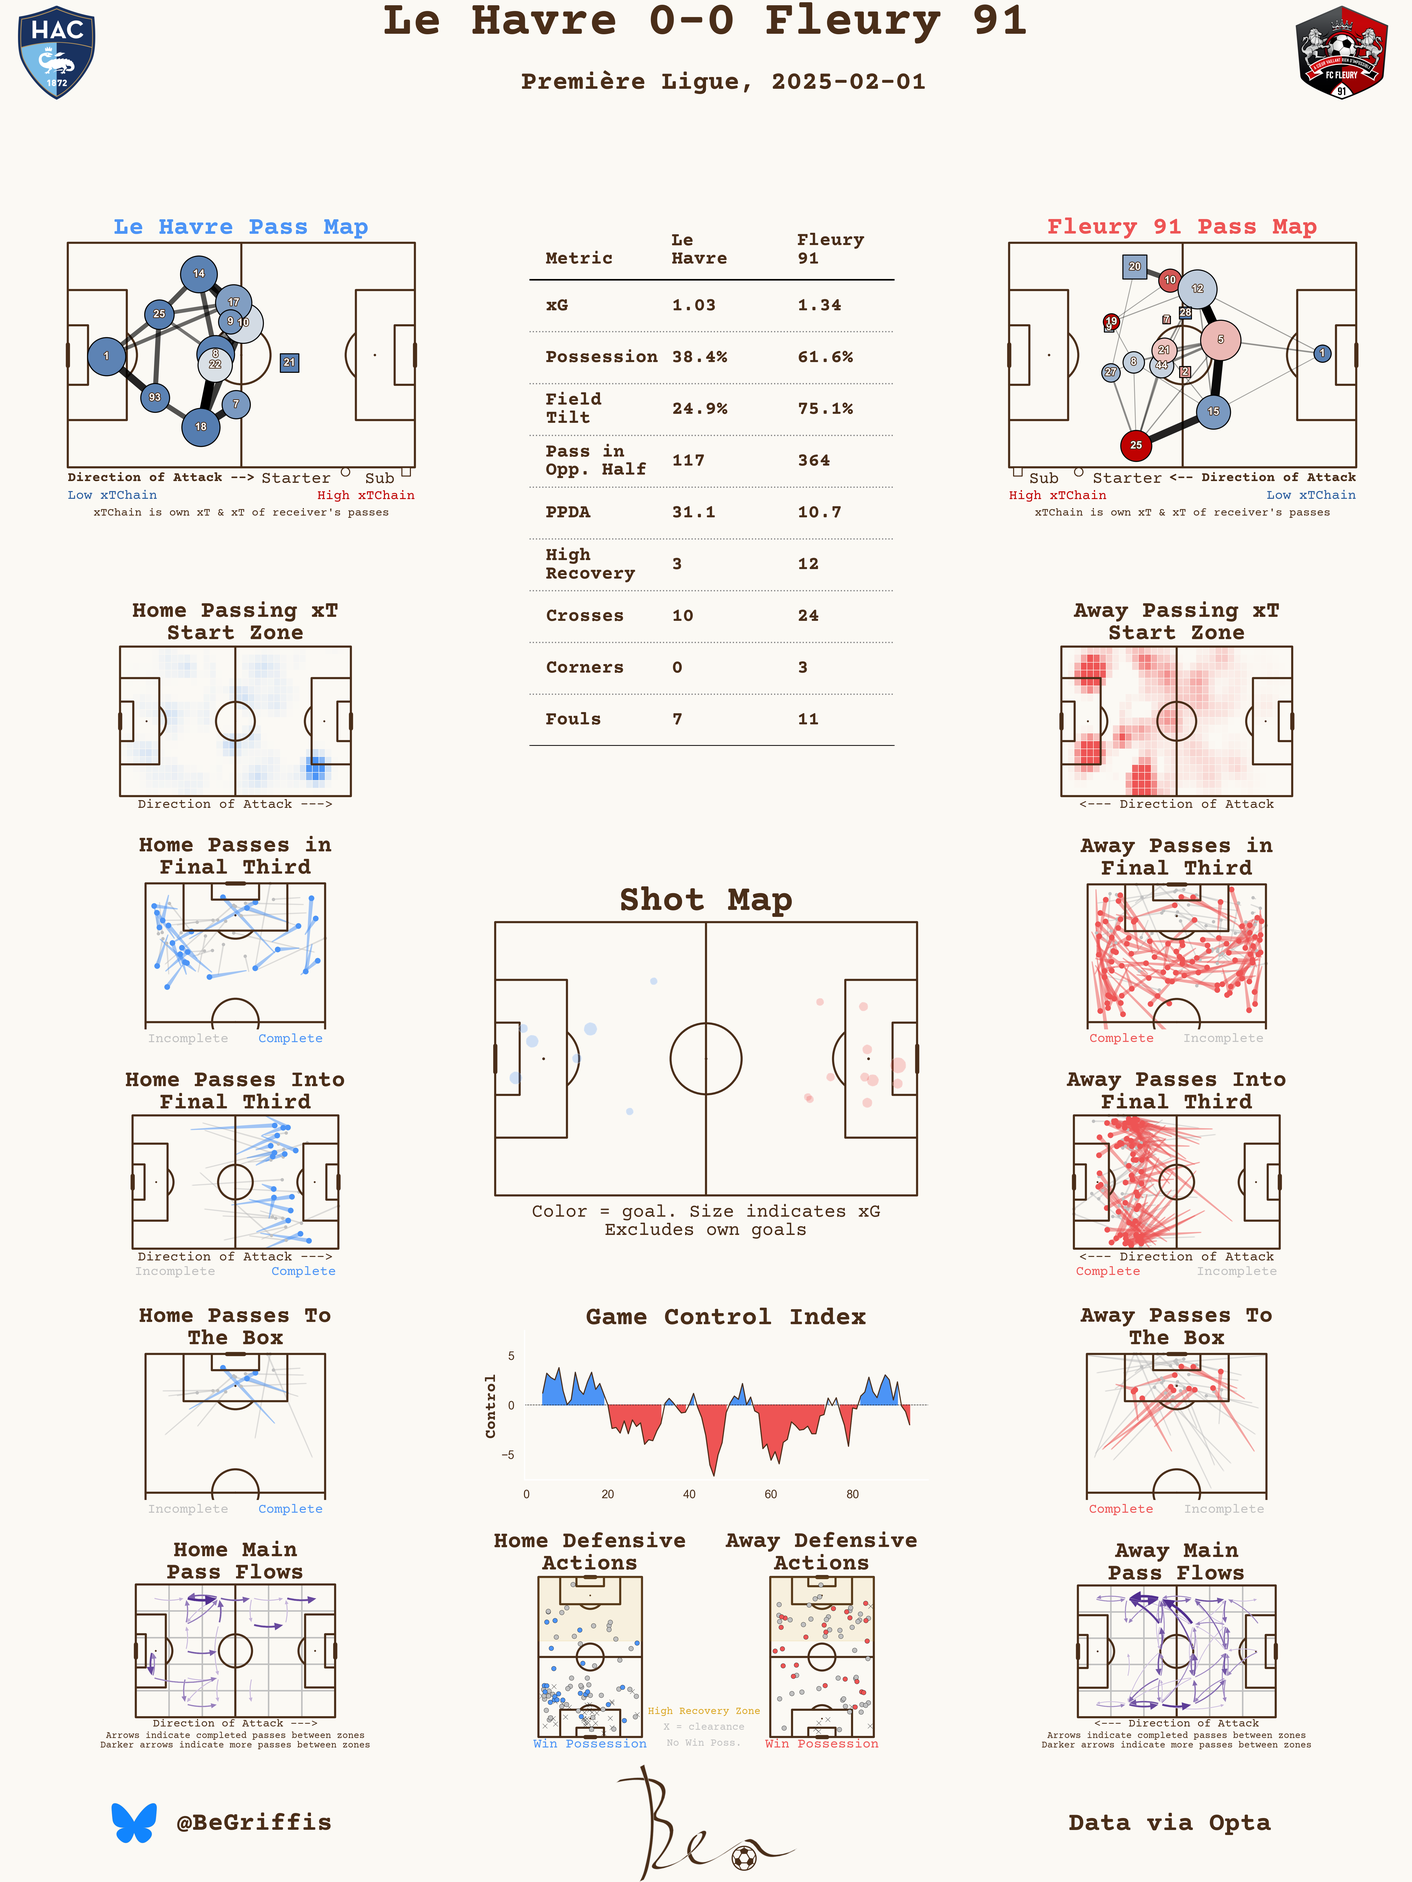 Le Havre 0-0 Fleury 91
Première Ligue, 2025-02-01
HAC
1872
FC FLEURY
91
Le Havre Pass Map
14
17
25
9
10
1
8
22
21
93
7
18
Direction of Attack --> Starter Sub
Low xTChain High xTChain
xTChain is own xT & xT of receiver's passes
Metric Le Havre Fleury 91
xG 1.03 1.34
Possession 38.4% 61.6%
Field Tilt 24.9% 75.1%
Pass in Opp. Half 117 364
PPDA 31.1 10.7
High Recovery 3 12
Crosses 10 24
Corners 0 3
Fouls 7 11
Fleury 91 Pass Map
20
10
12
28
7
19
9
5
21
1
8
44
27
2
15
25
Sub Starter <-- Direction of Attack
High xTChain Low xTChain
xTChain is own xT & xT of receiver's passes
Home Passing xT
Start Zone
Direction of Attack --->
Away Passing xT
Start Zone
<--- Direction of Attack
Home Passes in
Final Third
Incomplete Complete
Shot Map
Color = goal. Size indicates xG
Excludes own goals
Away Passes in
Final Third
Complete Incomplete
Home Passes Into
Final Third
Direction of Attack --->
Incomplete Complete
Away Passes Into
Final Third
<--- Direction of Attack
Complete Incomplete
Home Passes To
The Box
Incomplete Complete
Game Control Index
Control
5
0
−5
0 20 40 60 80
Away Passes To
The Box
Complete Incomplete
Home Main
Pass Flows
Direction of Attack --->
Arrows indicate completed passes between zones
Darker arrows indicate more passes between zones
Home Defensive
Actions
Win Possession
High Recovery Zone
X = clearance
No Win Poss.
Away Defensive
Actions
Win Possession
Away Main
Pass Flows
<--- Direction of Attack
Arrows indicate completed passes between zones
Darker arrows indicate more passes between zones
@BeGriffis
Ben
Data via Opta